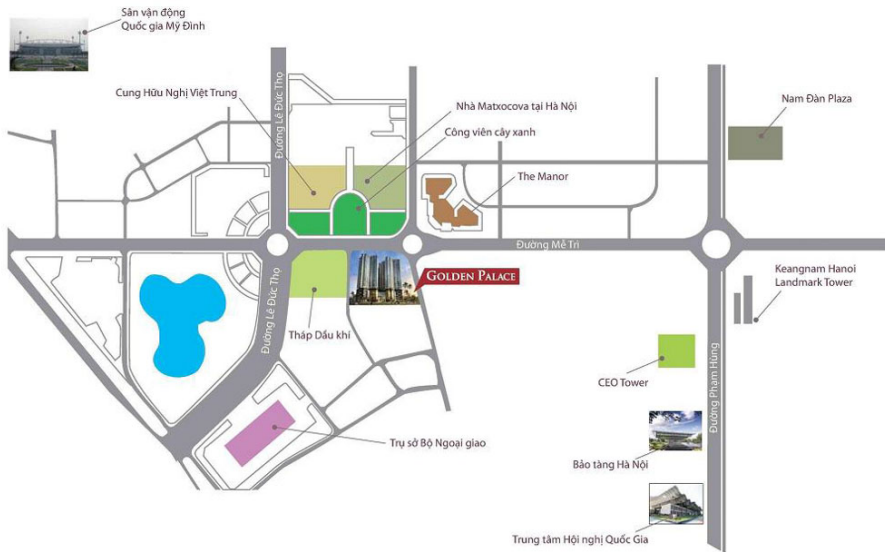 Sân vận động
Quốc gia Mỹ Đình
Cung Hữu Nghị Việt Trung
Đường Lê Đức Thọ
Nhà Matxcơva tại Hà Nội
Công viên cây xanh
Nam Đàn Plaza
The Manor
Đường Mễ Trì
GOLDEN PALACE
Keangnam Hanoi
Landmark Tower
Đường Lê Đức Thọ
Tháp Dầu khí
CEO Tower
Đường Phạm Hùng
Trụ sở Bộ Ngoại giao
Bảo tàng Hà Nội
Trung tâm Hội nghị Quốc Gia